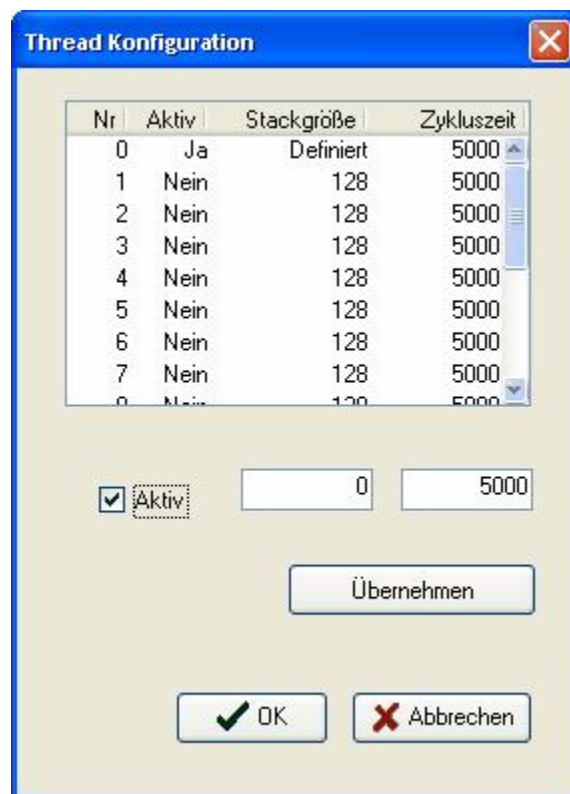 Thread Konfiguration
Nr Aktiv Stackgröße Zykluszeit
0 Ja Definiert 5000
1 Nein 128 5000
2 Nein 128 5000
3 Nein 128 5000
4 Nein 128 5000
5 Nein 128 5000
6 Nein 128 5000
7 Nein 128 5000
Aktiv 0 5000
Übernehmen
OK Abbrechen